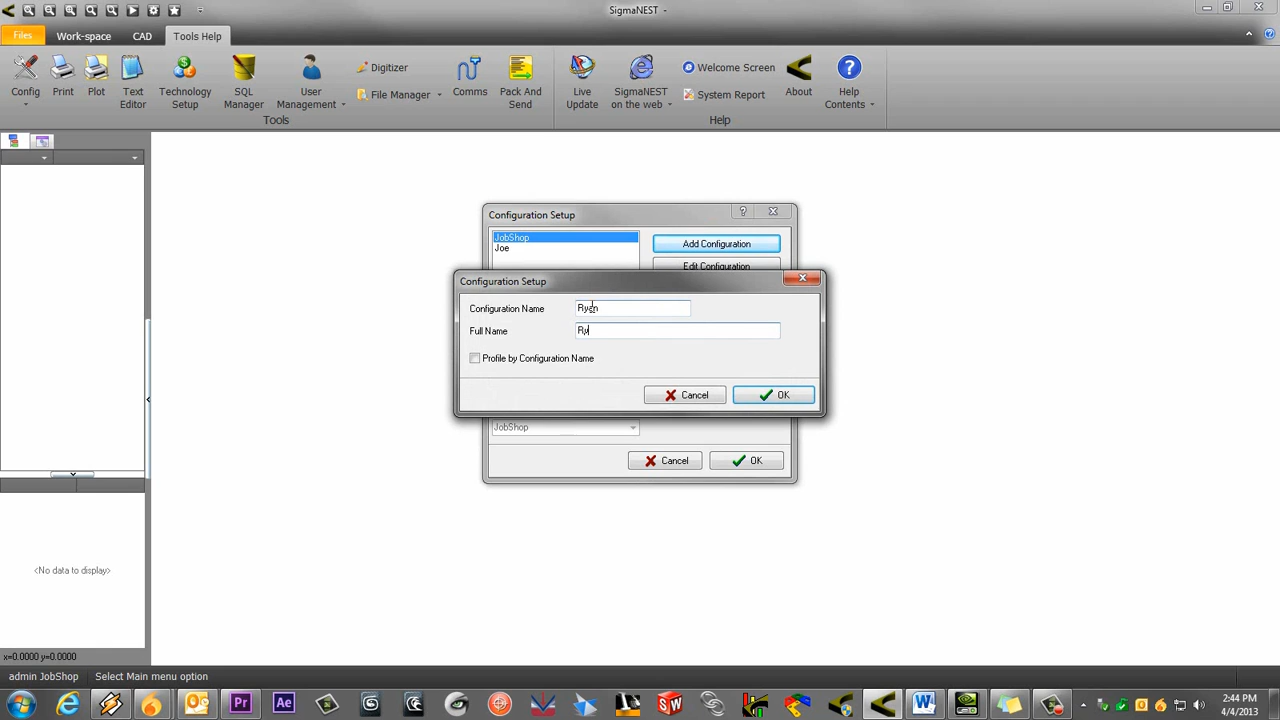 SigmaNEST -
Files Work-space CAD Tools Help
Config
Print
Plot
Text Editor
Technology Setup
SQL Manager
User Management
Digitizer
File Manager
Comms
Pack And Send
Live Update
SigmaNEST on the web
Welcome Screen
System Report
About
Help Contents
Tools
Help
Configuration Setup
JobShop
Joe
Add Configuration
Edit Configuration
Configuration Setup
Configuration Name Ryan
Full Name Ry
Profile by Configuration Name
Cancel OK
JobShop
Cancel OK
<No data to display>
x=0.0000 y=0.0000
admin JobShop Select Main menu option
2:44 PM
4/4/2013